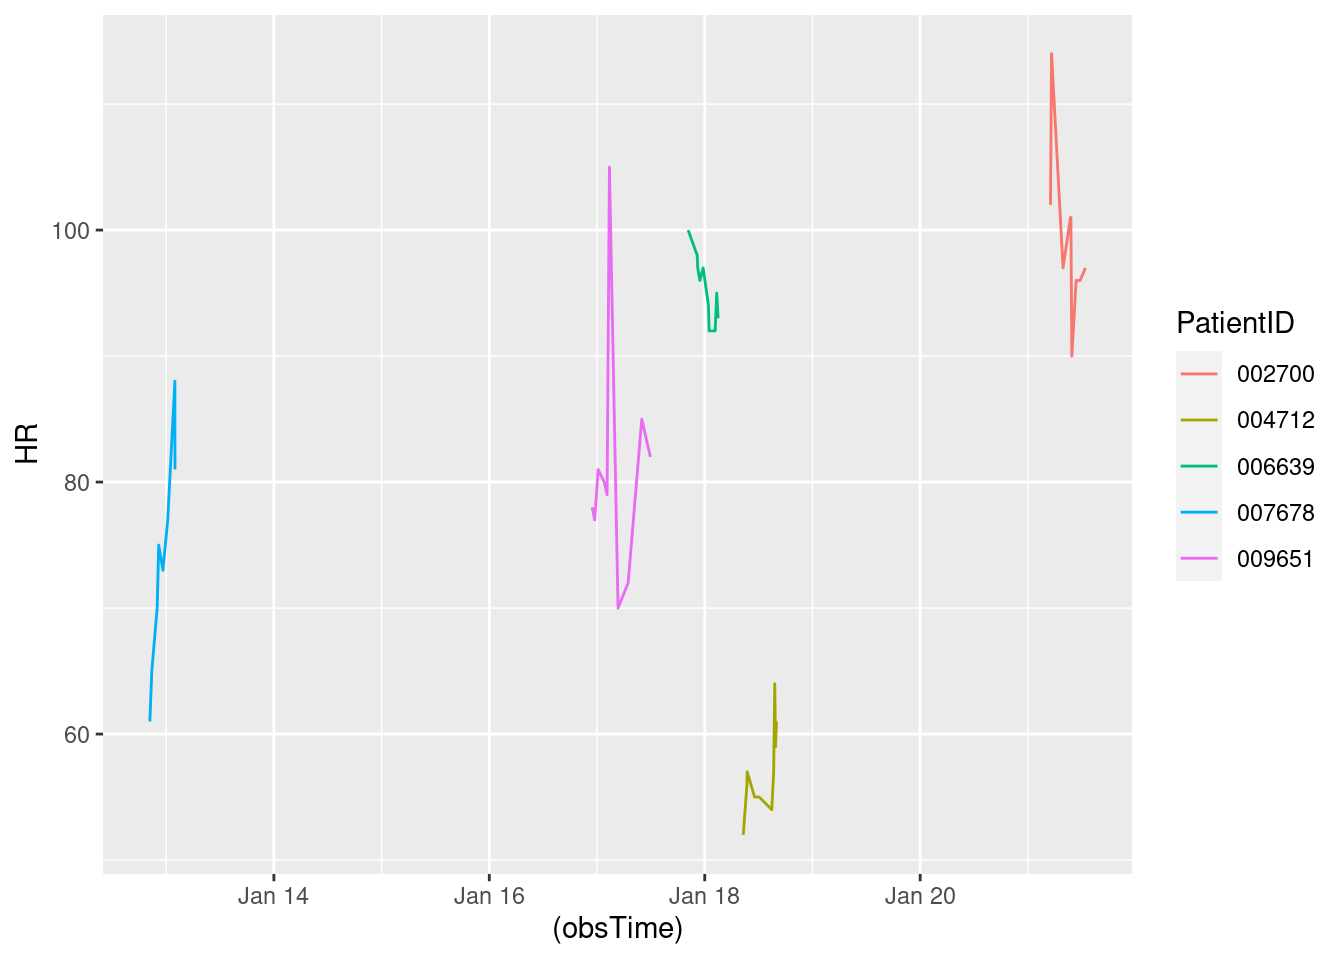 HR
100
80
60
Jan 14
Jan 16
Jan 18
Jan 20
(obsTime)
PatientID
002700
004712
006639
007678
009651